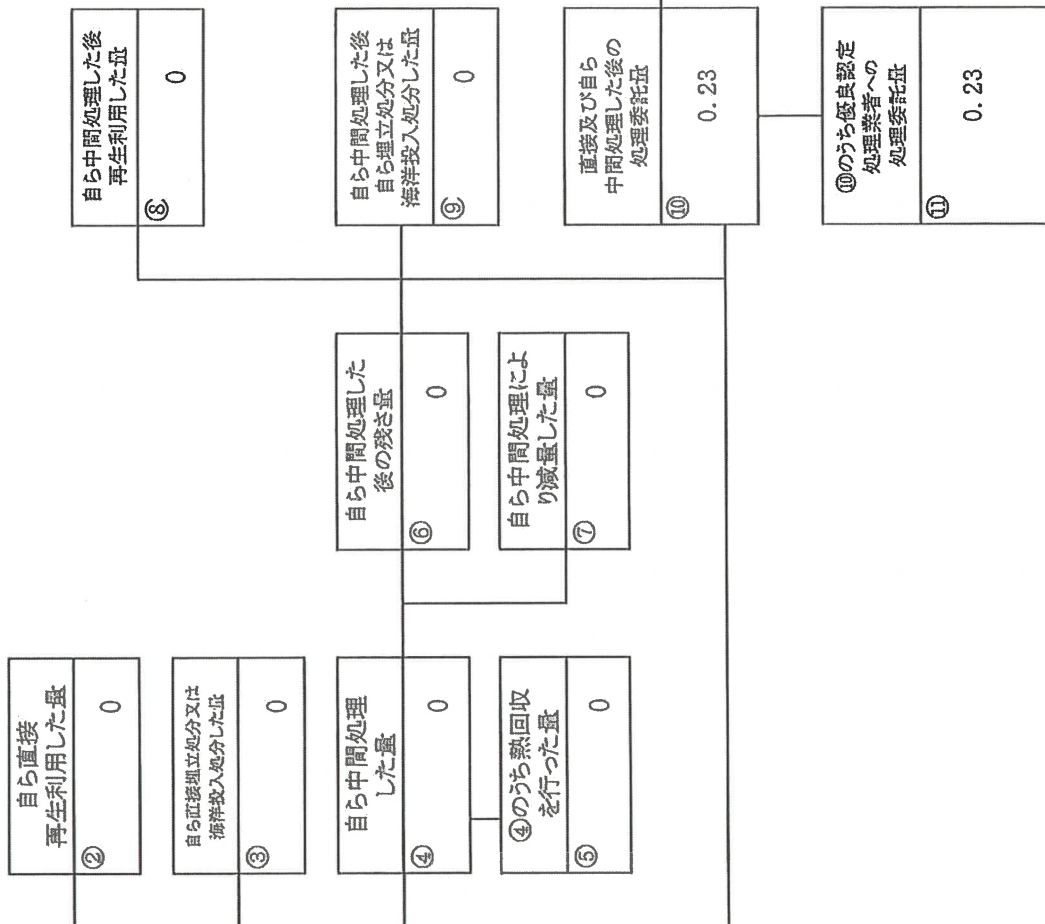 自ら直接
再生利用した量
② 0
自ら直接埋立処分又は
海洋投入処分した量
③ 0
自ら中間処理
した量
④ 0
④のうち熱回収
を行った量
⑤ 0
自ら中間処理した
後の残さ量
⑥ 0
自ら中間処理によ
り減量した量
⑦ 0
自ら中間処理した後
再生利用した量
⑧ 0
自ら中間処理した後
自ら埋立処分又は
海洋投入処分した量
⑨ 0
直接及び自ら
中間処理した後の
処理委託量
⑩ 0.23
⑩のうち優良認定
処理業者への
処理委託量
⑪ 0.23